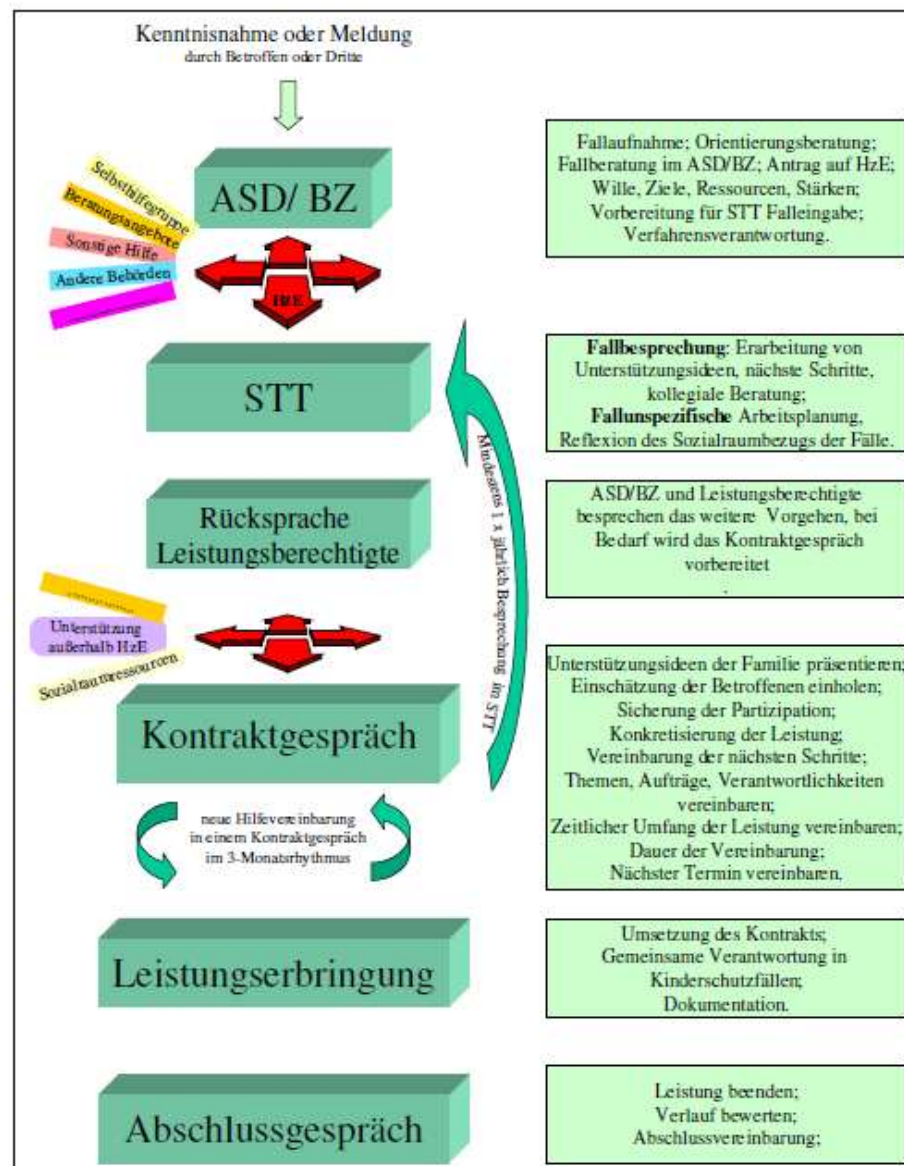 Kenntnisnahme oder Meldung
durch Betroffen oder Dritte
ASD/ BZ
Fallaufnahme; Orientierungsberatung;
Fallberatung im ASD/BZ; Antrag auf HzE;
Wille, Ziele, Ressourcen, Stärken;
Vorbereitung für STT Falleingabe;
Verfahrensverantwortung.
Selbsthilfegruppe
Beratungsangebote
Sonstige Hilfe
Andere Behörden
HzE
STT
Fallbesprechung: Erarbeitung von
Unterstützungsideen, nächste Schritte,
kollegiale Beratung;
Fallunspezifische Arbeitsplanung,
Reflexion des Sozialraumbezugs der Fälle.
Mindestens 1 x jährlich Besprechung im STT
Rücksprache
Leistungsberechtigte
ASD/BZ und Leistungsberechtigte
besprechen das weitere Vorgehen, bei
Bedarf wird das Kontraktgespräch
vorbereitet
.
Unterstützung
außerhalb HzE
Sozialraumressourcen
Kontraktgespräch
Unterstützungsideen der Familie präsentieren;
Einschätzung der Betroffenen einholen;
Sicherung der Partizipation;
Konkretisierung der Leistung;
Vereinbarung der nächsten Schritte;
Themen, Aufträge, Verantwortlichkeiten
vereinbaren;
Zeitlicher Umfang der Leistung vereinbaren;
Dauer der Vereinbarung;
Nächster Termin vereinbaren.
neue Hilfevereinbarung
in einem Kontraktgespräch
im 3-Monatsrhythmus
Leistungserbringung
Umsetzung des Kontrakts;
Gemeinsame Verantwortung in
Kinderschutzfällen;
Dokumentation.
Abschlussgespräch
Leistung beenden;
Verlauf bewerten;
Abschlussvereinbarung;